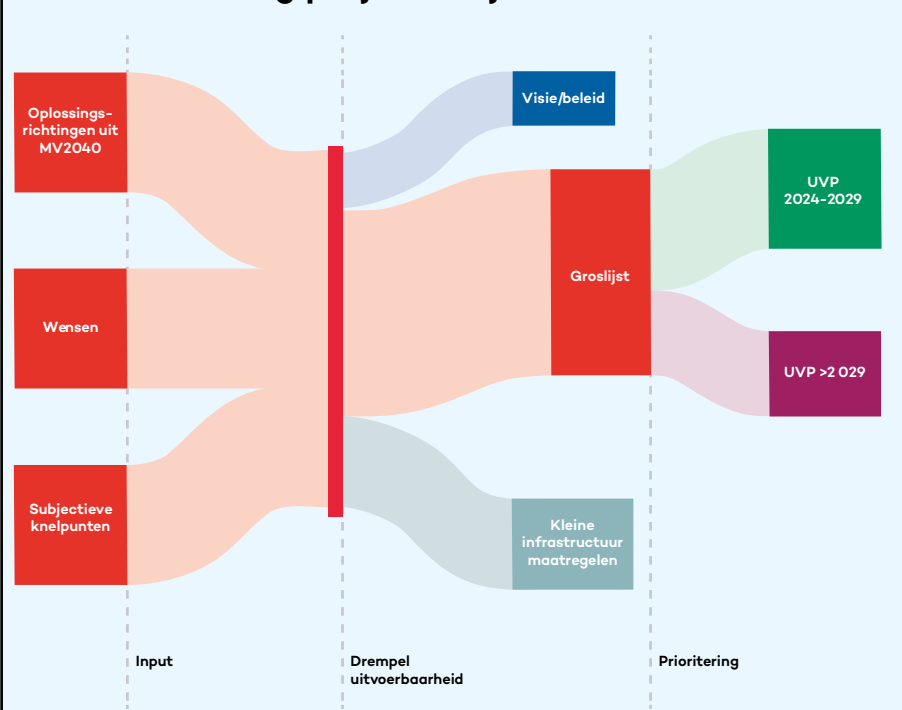 Oplossings-
richtingen uit
MV2040
Wensen
Subjectieve
knelpunten
Visie/beleid
Groslijst
Kleine
infrastructuur
maatregelen
UVP
2024-2029
UVP >2 029
Input
Drempel
uitvoerbaarheid
Prioritering